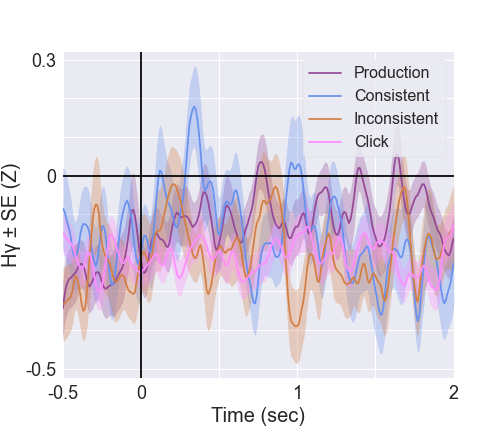 0.3
0
-0.5
Hγ ± SE (Z)
Production
Consistent
Inconsistent
Click
-0.5 0 1 2
Time (sec)